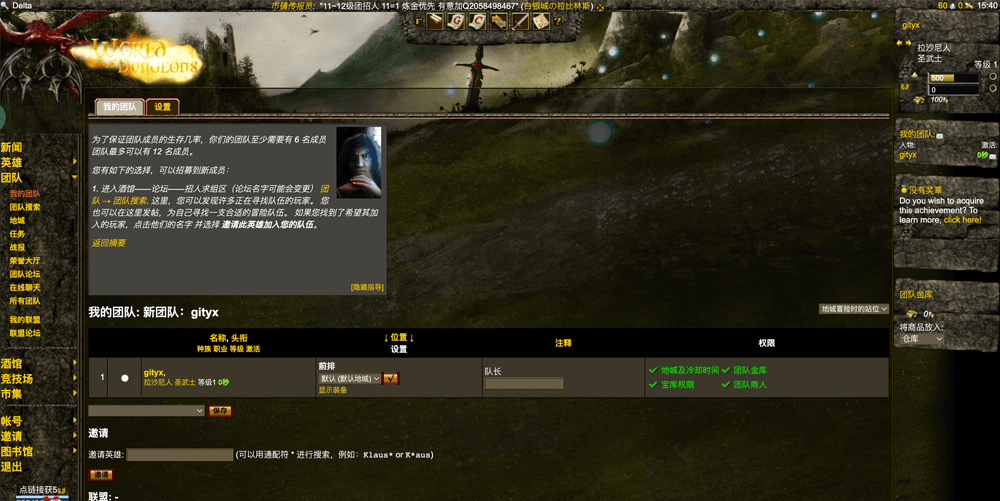 Delta
市镇传报员: "11~12级团招人 11=1 炼金优先 有意加Q2058498467" (白银城の拉比林斯)
60 0 15:40
E G C ?
WORLD
OF DUNGEONS
gityx
拉沙尼人
圣武士
等级 1
500
0
100%
我的团队:
人物: 激活:
gityx 0秒
没有奖章
Do you wish to acquire
this achievement? To
learn more, click here!
团队金库
0
将商品放入:
仓库
新闻
英雄
团队
我的团队
团队搜索
地城
任务
战报
荣誉大厅
团队论坛
在线聊天
所有团队
我的联盟
联盟论坛
酒馆
竞技场
市集
帐号
邀请
图书馆
退出
点链接获5
我的团队 设置
为了保证团队成员的生存几率，你们的团队至少需要有 6 名成员
团队最多可以有 12 名成员。
您有如下的选择，可以招募到新成员：
1. 进入酒馆——论坛——招人求组区（论坛名字可能会变更） 团
队 → 团队搜索. 这里，您可以发现许多正在寻找队伍的玩家。 您
也可以在这里发帖，为自己寻找一支合适的冒险队伍。 如果您找到了希望其加
入的玩家，点击他们的名字 并选择 邀请此英雄加入您的队伍。
返回摘要
[隐藏指导]
我的团队: 新团队：gityx
地城冒险时的站位
名称, 头衔
种族 职业 等级 激活
↓ 位置 ↓
设置
注释
权限
1
gityx,
拉沙尼人 圣武士 等级1 0秒
前排
默认 (默认地城)
显示装备
队长
地城及冷却时间 团队金库
宝库权限 团队商人
保存
邀请
邀请英雄: (可以用通配符 * 进行搜索，例如：Klaus* or K*aus)
邀请
联盟: -